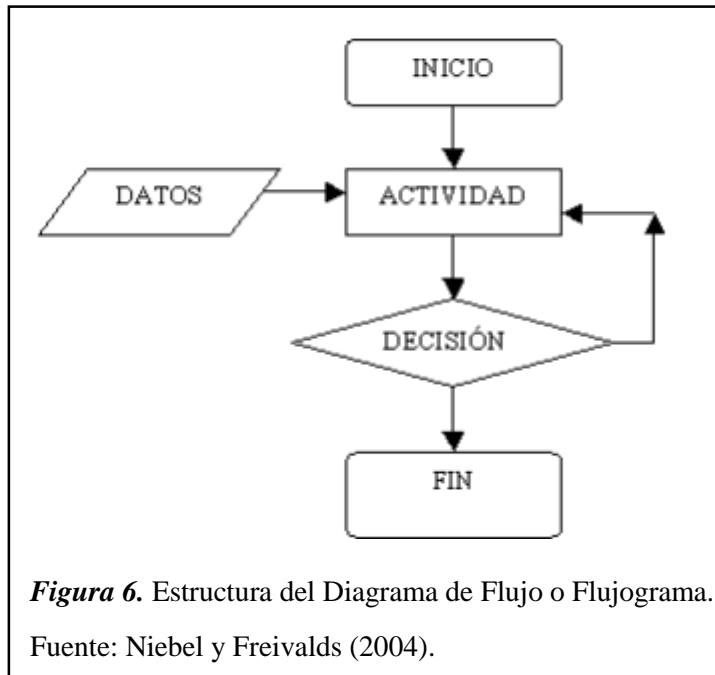 INICIO
DATOS
ACTIVIDAD
DECISIÓN
FIN
Figura 6. Estructura del Diagrama de Flujo o Flujograma.
Fuente: Niebel y Freivalds (2004).